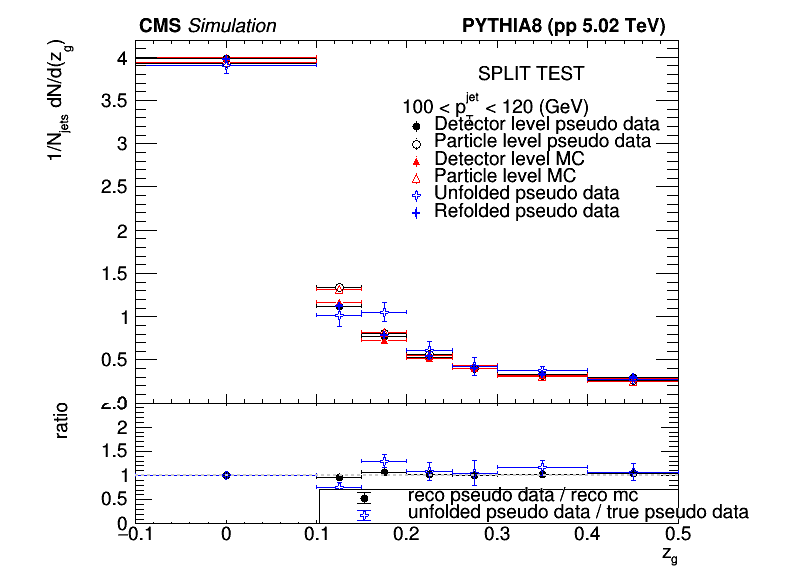 CMS Simulation PYTHIA8 (pp 5.02 TeV)
1/N_jets dN/d(z_g)
SPLIT TEST
100 < p_T^jet < 120 (GeV)
Detector level pseudo data
Particle level pseudo data
Detector level MC
Particle level MC
Unfolded pseudo data
Refolded pseudo data
4
3.5
3
2.5
2
1.5
1
0.5
0
ratio
2
1.5
1
0.5
0
reco pseudo data / reco mc
unfolded pseudo data / true pseudo data
−0.1 0 0.1 0.2 0.3 0.4 0.5
z_g